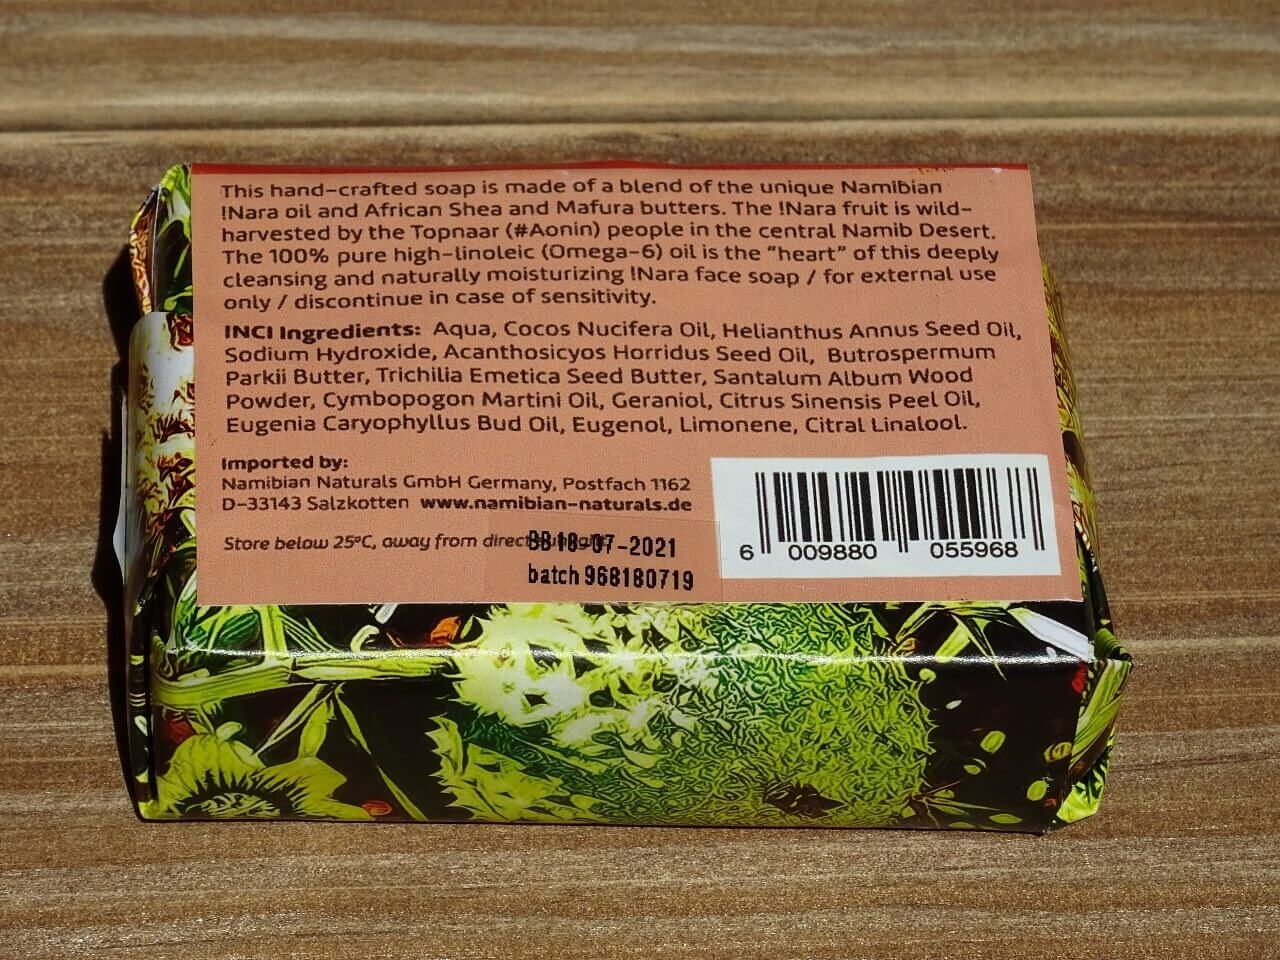 This hand-crafted soap is made of a blend of the unique Namibian
!Nara oil and African Shea and Mafura butters. The !Nara fruit is wild-
harvested by the Topnaar (#Aonin) people in the central Namib Desert.
The 100% pure high-linoleic (Omega-6) oil is the “heart” of this deeply
cleansing and naturally moisturizing !Nara face soap / for external use
only / discontinue in case of sensitivity.
INCI Ingredients: Aqua, Cocos Nucifera Oil, Helianthus Annus Seed Oil,
Sodium Hydroxide, Acanthosicyos Horridus Seed Oil, Butrospermum
Parkii Butter, Trichilia Emetica Seed Butter, Santalum Album Wood
Powder, Cymbopogon Martini Oil, Geraniol, Citrus Sinensis Peel Oil,
Eugenia Caryophyllus Bud Oil, Eugenol, Limonene, Citral Linalool.
Imported by:
Namibian Naturals GmbH Germany, Postfach 1162
D-33143 Salzkotten www.namibian-naturals.de
Store below 25ºC, away from direct
BB 18-07-2021
batch 968180719
6 009880 055968